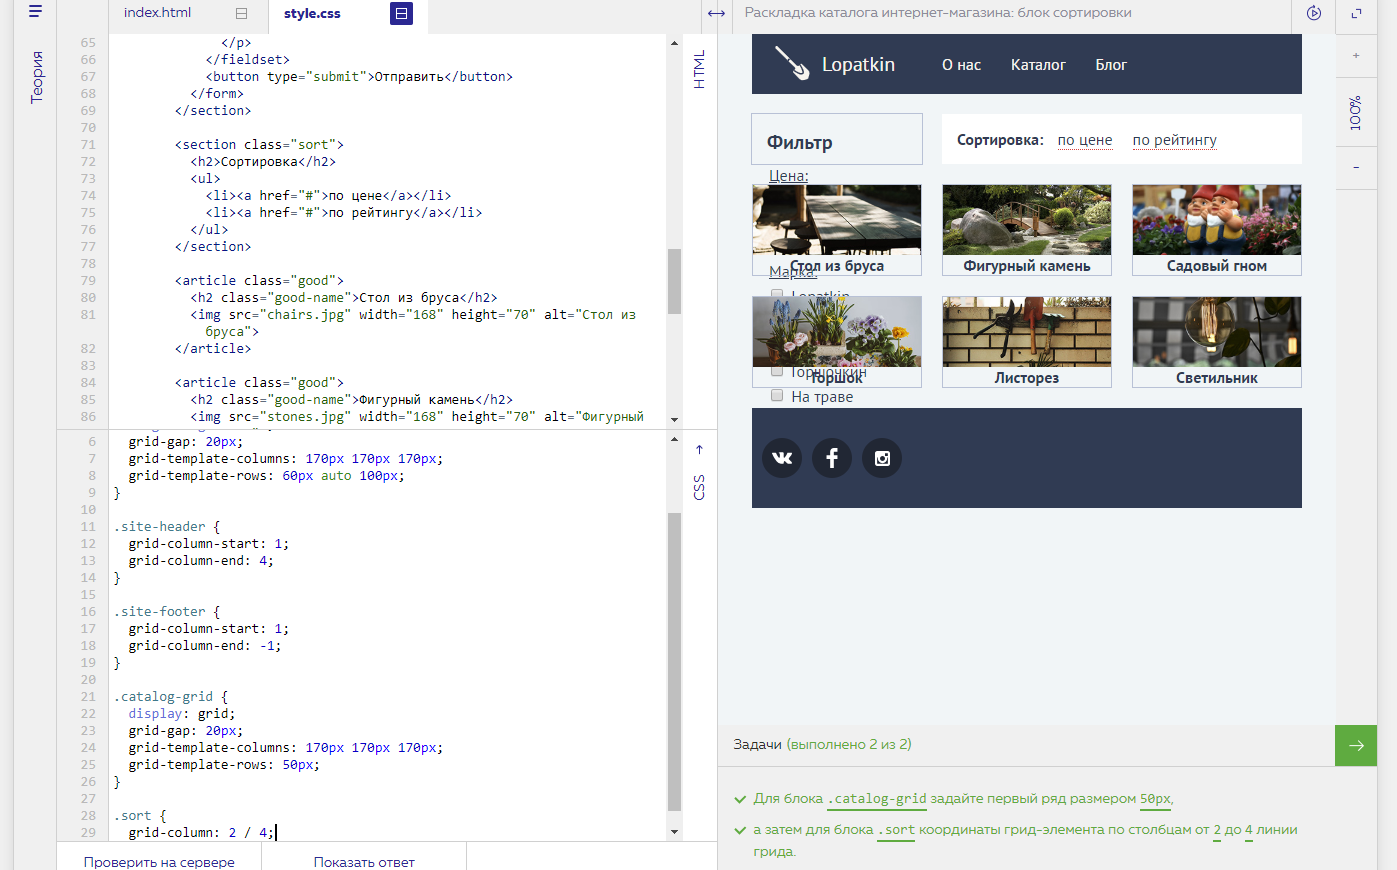 index.html
style.css
Раскладка каталога интернет-магазина: блок сортировки
Теория
65 </p>
66 </fieldset>
67 <button type="submit">Отправить</button>
68 </form>
69 </section>
70
71 <section class="sort">
72 <h2>Сортировка</h2>
73 <ul>
74 <li><a href="#">по цене</a></li>
75 <li><a href="#">по рейтингу</a></li>
76 </ul>
77 </section>
78
79 <article class="good">
80 <h2 class="good-name">Стол из бруса</h2>
81 <img src="chairs.jpg" width="168" height="70" alt="Стол из
бруса">
82 </article>
83
84 <article class="good">
85 <h2 class="good-name">Фигурный камень</h2>
86 <img src="stones.jpg" width="168" height="70" alt="Фигурный
HTML
6 grid-gap: 20px;
7 grid-template-columns: 170px 170px 170px;
8 grid-template-rows: 60px auto 100px;
9 }
10
11 .site-header {
12 grid-column-start: 1;
13 grid-column-end: 4;
14 }
15
16 .site-footer {
17 grid-column-start: 1;
18 grid-column-end: -1;
19 }
20
21 .catalog-grid {
22 display: grid;
23 grid-gap: 20px;
24 grid-template-columns: 170px 170px 170px;
25 grid-template-rows: 50px;
26 }
27
28 .sort {
29 grid-column: 2 / 4;
CSS
Проверить на сервере
Показать ответ
Lopatkin
О нас
Каталог
Блог
Фильтр
Сортировка: по цене по рейтингу
Цена:
Стол из бруса
Фигурный камень
Садовый гном
Марка:
Lopatkin
Горшочкин
Горшок
Листорез
Светильник
На траве
+
100%
-
Задачи (выполнено 2 из 2)
Для блока .catalog-grid задайте первый ряд размером 50px,
а затем для блока .sort координаты грид-элемента по столбцам от 2 до 4 линии
грида.